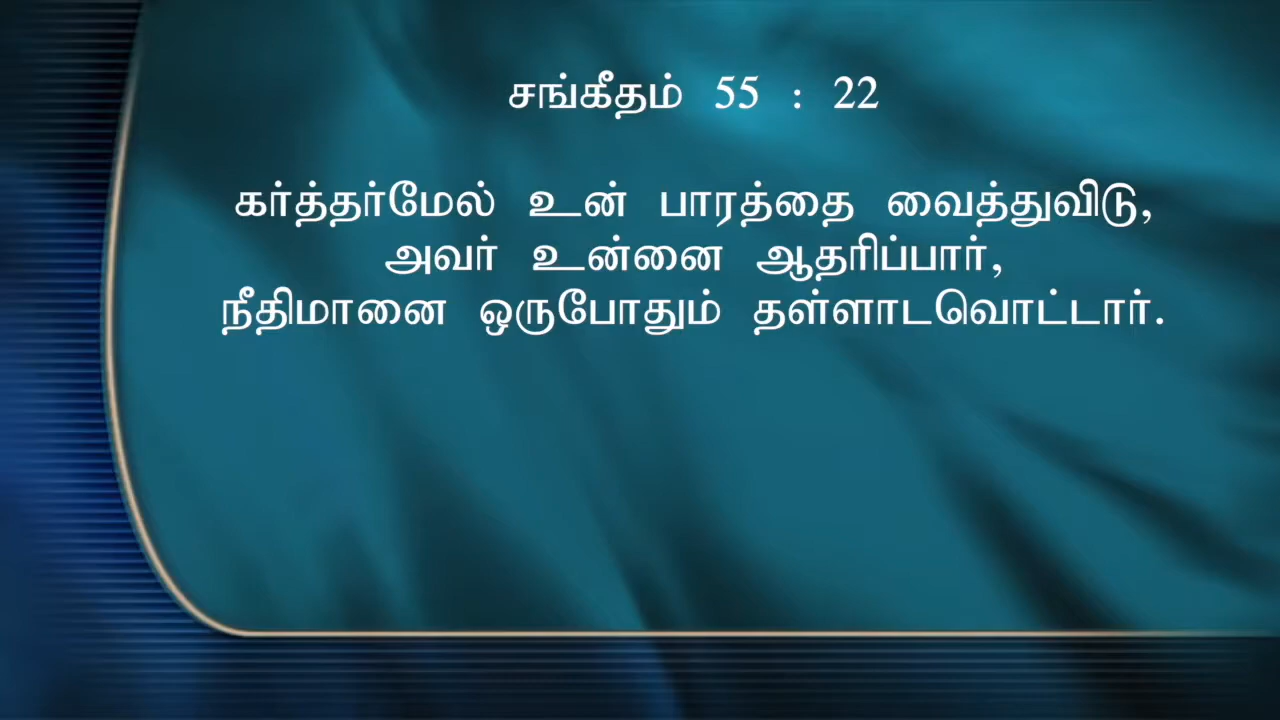 சங்கீதம் 55 : 22
கர்த்தர்மேல் உன் பாரத்தை வைத்துவிடு,
அவர் உன்னை ஆதரிப்பார்,
நீதிமானை ஒருபோதும் தள்ளாடவொட்டார்.